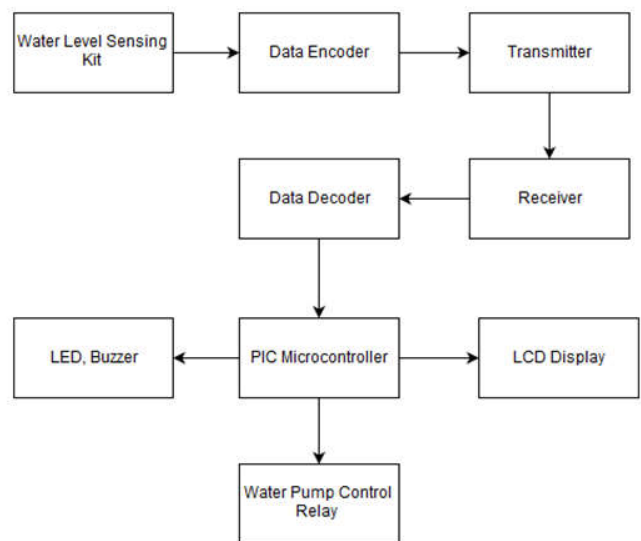 Water Level Sensing
Kit
Data Encoder
Transmitter
Data Decoder
Receiver
LED, Buzzer
PIC Microcontroller
LCD Display
Water Pump Control
Relay